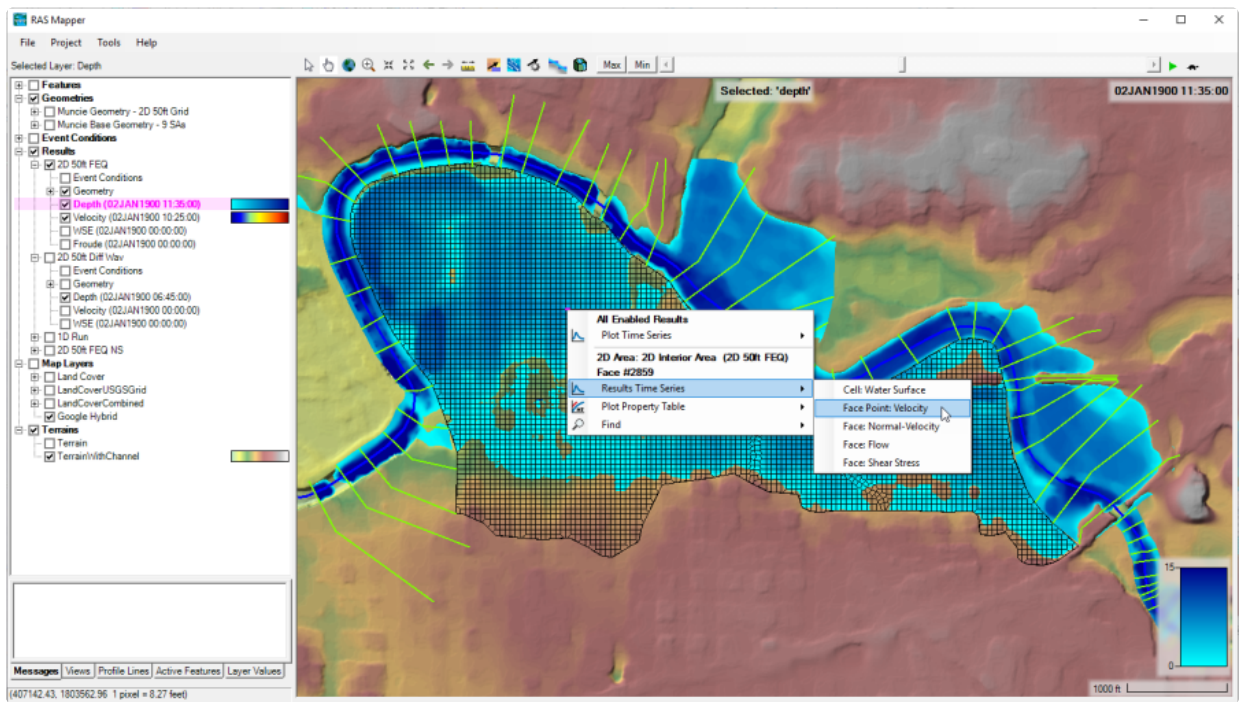 RAS Mapper
File Project Tools Help
Selected Layer: Depth
Max Min
Features
Geometries
Muncie Geometry - 2D 50ft Grid
Muncie Base Geometry - 9 SAs
Event Conditions
Results
2D 50ft FEQ
Event Conditions
Geometry
Depth (02JAN1900 11:35:00)
Velocity (02JAN1900 10:25:00)
WSE (02JAN1900 00:00:00)
Froude (02JAN1900 00:00:00)
2D 50ft Diff Wav
Event Conditions
Geometry
Depth (02JAN1900 06:45:00)
Velocity (02JAN1900 00:00:00)
WSE (02JAN1900 00:00:00)
1D Run
2D 50ft FEQ NS
Map Layers
Land Cover
LandCoverUSGSGrid
LandCoverCombined
Google Hybrid
Terrains
Terrain
TerrainWithChannel
Messages Views Profile Lines Active Features Layer Values
(407142.43, 1803562.96 1 pixel = 8.27 feet)
Selected: 'depth'
02JAN1900 11:35:00
All Enabled Results
Plot Time Series
2D Area: 2D Interior Area (2D 50ft FEQ)
Face #2859
Results Time Series
Plot Property Table
Find
Cell: Water Surface
Face Point: Velocity
Face: Normal-Velocity
Face: Flow
Face: Shear Stress
15
0
1000 ft